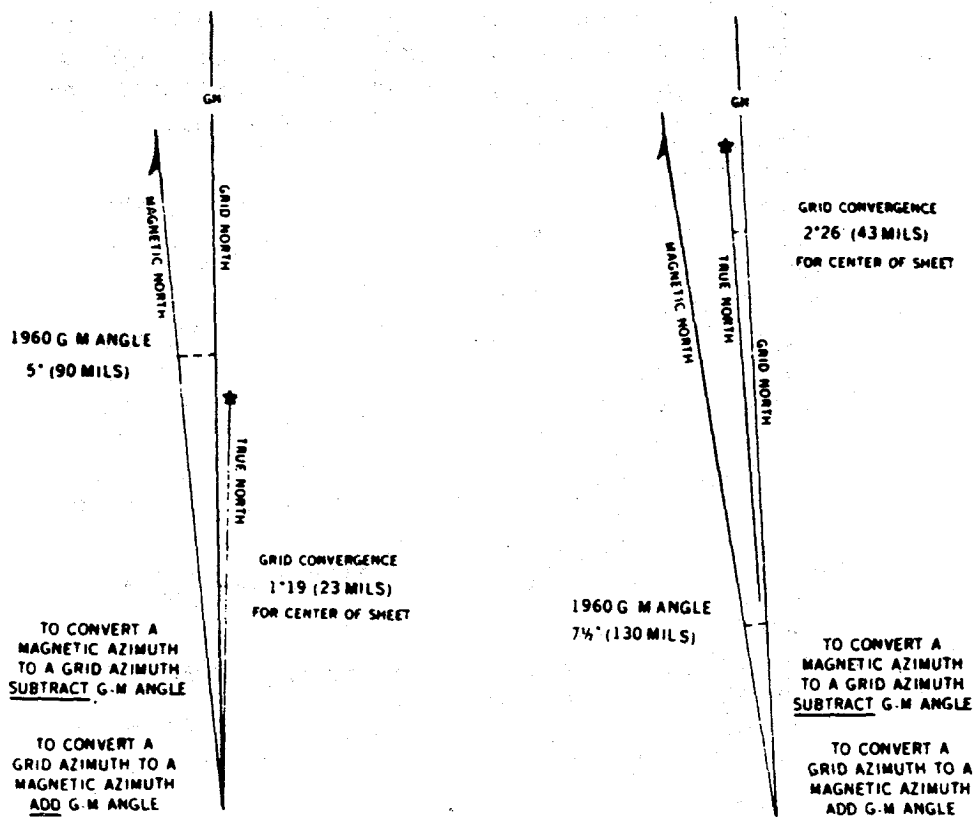 GN
MAGNETIC NORTH
GRID NORTH
1960 G M ANGLE
5° (90 MILS)
TRUE NORTH
GRID CONVERGENCE
1°19 (23 MILS)
FOR CENTER OF SHEET
TO CONVERT A
MAGNETIC AZIMUTH
TO A GRID AZIMUTH
SUBTRACT G-M ANGLE
TO CONVERT A
GRID AZIMUTH TO A
MAGNETIC AZIMUTH
ADD G-M ANGLE
GN
GRID CONVERGENCE
2°26' (43 MILS)
FOR CENTER OF SHEET
MAGNETIC NORTH
TRUE NORTH
GRID NORTH
1960 G M ANGLE
7½° (130 MILS)
TO CONVERT A
MAGNETIC AZIMUTH
TO A GRID AZIMUTH
SUBTRACT G-M ANGLE
TO CONVERT A
GRID AZIMUTH TO A
MAGNETIC AZIMUTH
ADD G-M ANGLE